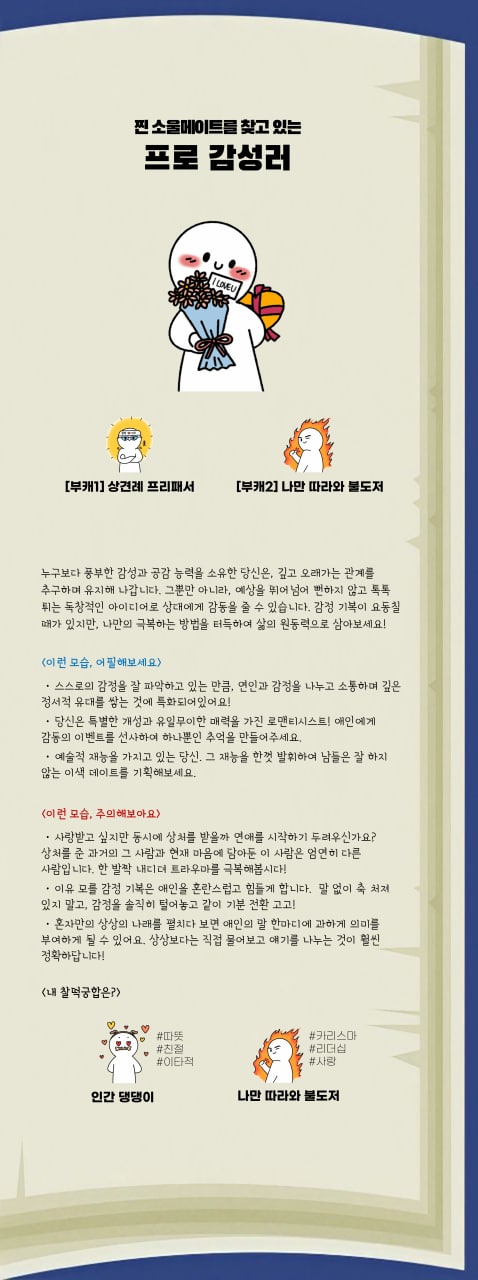 찐 소울메이트를 찾고 있는
프로 감성러
I LOVE U
[부캐1] 상견례 프리패서
[부캐2] 나만 따라와 불도저
누구보다 풍부한 감성과 공감 능력을 소유한 당신은, 깊고 오래가는 관계를
추구하며 유지해 나갑니다. 그뿐만 아니라, 예상을 뛰어넘어 뻔하지 않고 톡톡
튀는 독창적인 아이디어로 상대에게 감동을 줄 수 있습니다. 감정 기복이 요동칠
때가 있지만, 나만의 극복하는 방법을 터득하여 삶의 원동력으로 삼아보세요!
<이런 모습, 어필해보세요>
• 스스로의 감정을 잘 파악하고 있는 만큼, 연인과 감정을 나누고 소통하며 깊은
정서적 유대를 쌓는 것에 특화되어있어요!
• 당신은 특별한 개성과 유일무이한 매력을 가진 로맨티시스트! 애인에게
감동의 이벤트를 선사하여 하나뿐인 추억을 만들어주세요.
• 예술적 재능을 가지고 있는 당신. 그 재능을 한껏 발휘하여 남들은 잘 하지
않는 이색 데이트를 기획해보세요.
<이런 모습, 주의해보아요>
• 사랑받고 싶지만 동시에 상처를 받을까 연애를 시작하기 두려우신가요?
상처를 준 과거의 그 사람과 현재 마음에 담아둔 이 사람은 엄연히 다른
사람입니다. 한 발짝 내디뎌 트라우마를 극복해봅시다!
• 이유 모를 감정 기복은 애인을 혼란스럽고 힘들게 합니다. 말 없이 축 처져
있지 말고, 감정을 솔직히 털어놓고 같이 기분 전환 고고!
• 혼자만의 상상의 나래를 펼치다 보면 애인의 말 한마디에 과하게 의미를
부여하게 될 수 있어요. 상상보다는 직접 물어보고 얘기를 나누는 것이 훨씬
정확하답니다!
<내 찰떡궁합은?>
#따뜻
#친절
#이타적
인간 댕댕이
#카리스마
#리더십
#사랑
나만 따라와 불도저